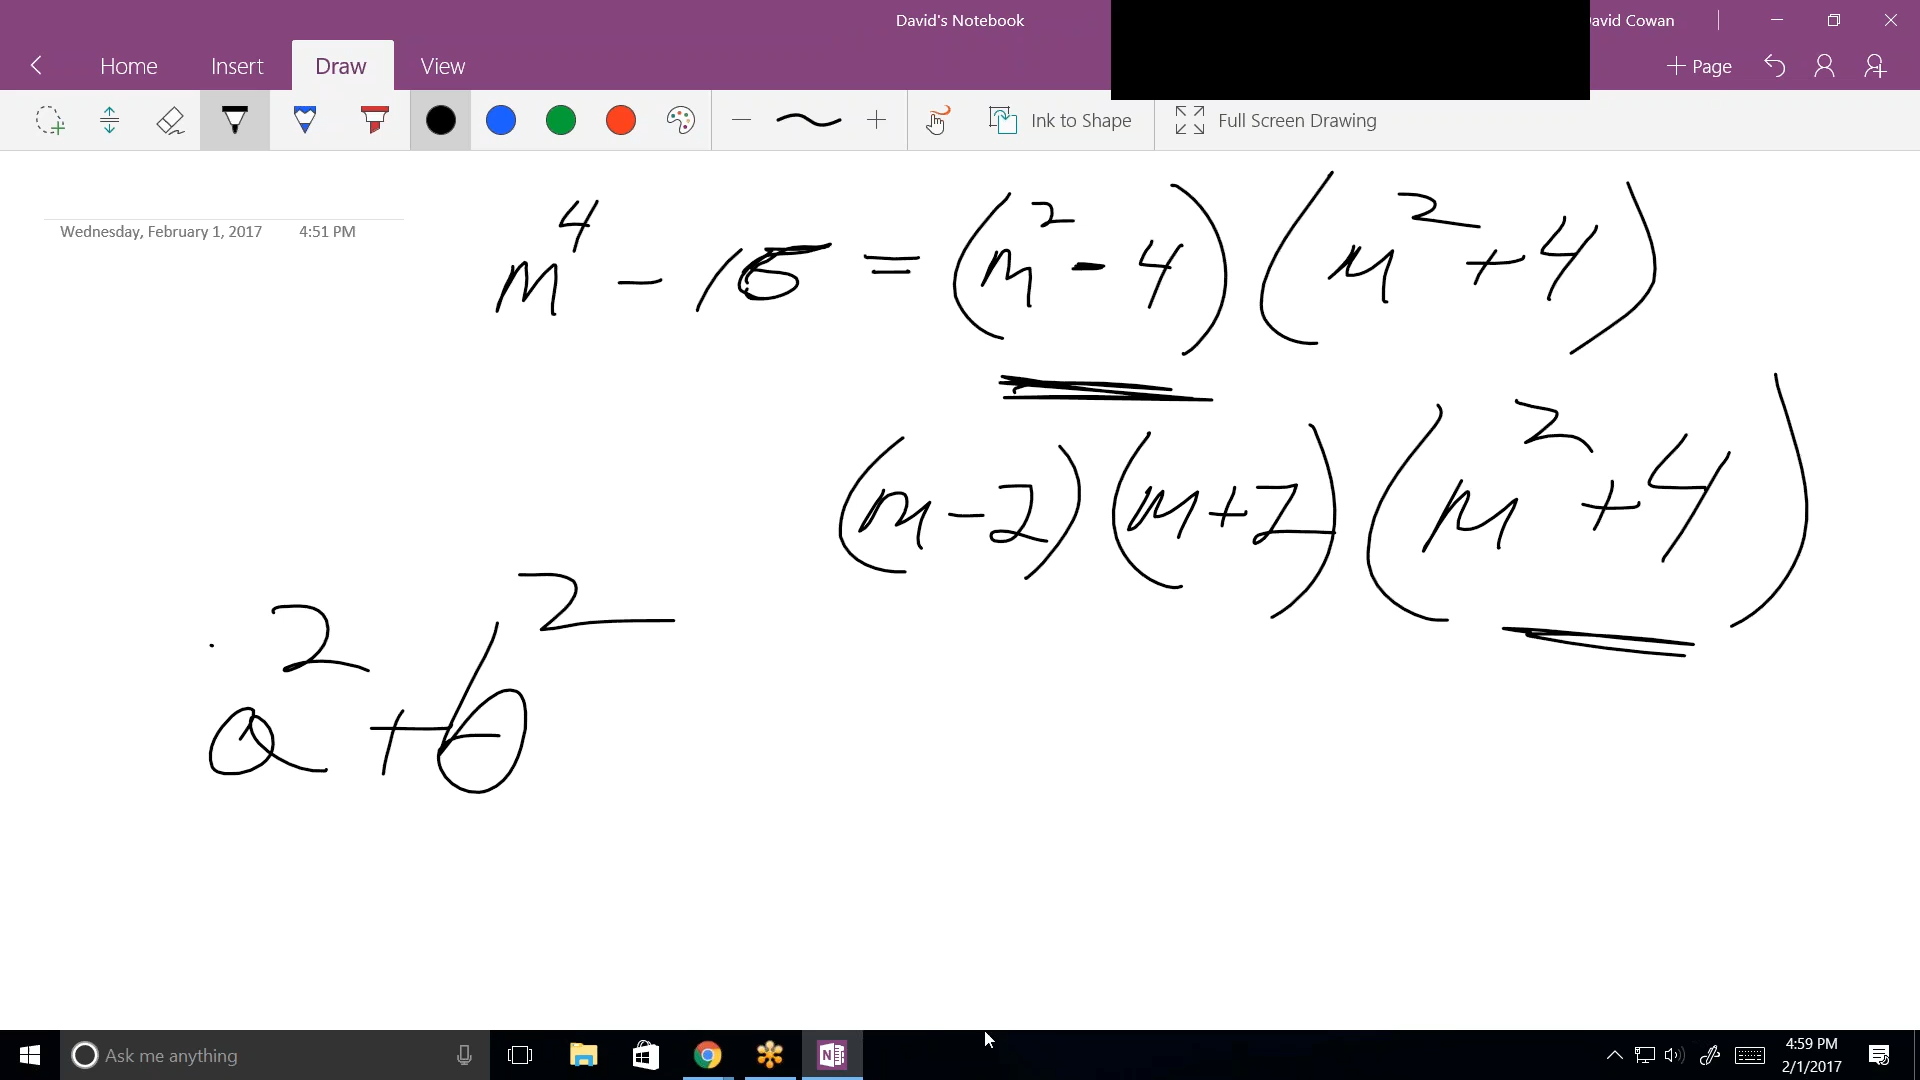 David's Notebook
avid Cowan
Home Insert Draw View
Page
Ink to Shape Full Screen Drawing
Wednesday, February 1, 2017 4:51 PM
m⁴ - 16 = (m² - 4)(m² + 4)
(m - 2)(m + 2)(m² + 4)
a² + b²
Ask me anything
4:59 PM
2/1/2017